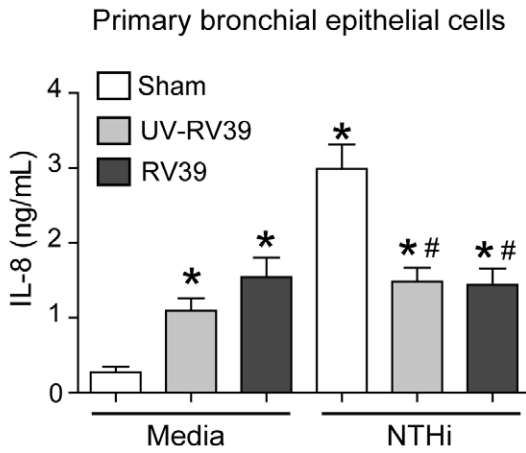 Primary bronchial epithelial cells
Sham
UV-RV39
RV39
IL-8 (ng/mL)
4
3
2
1
0
*
*
*
* #
* #
Media
NTHi